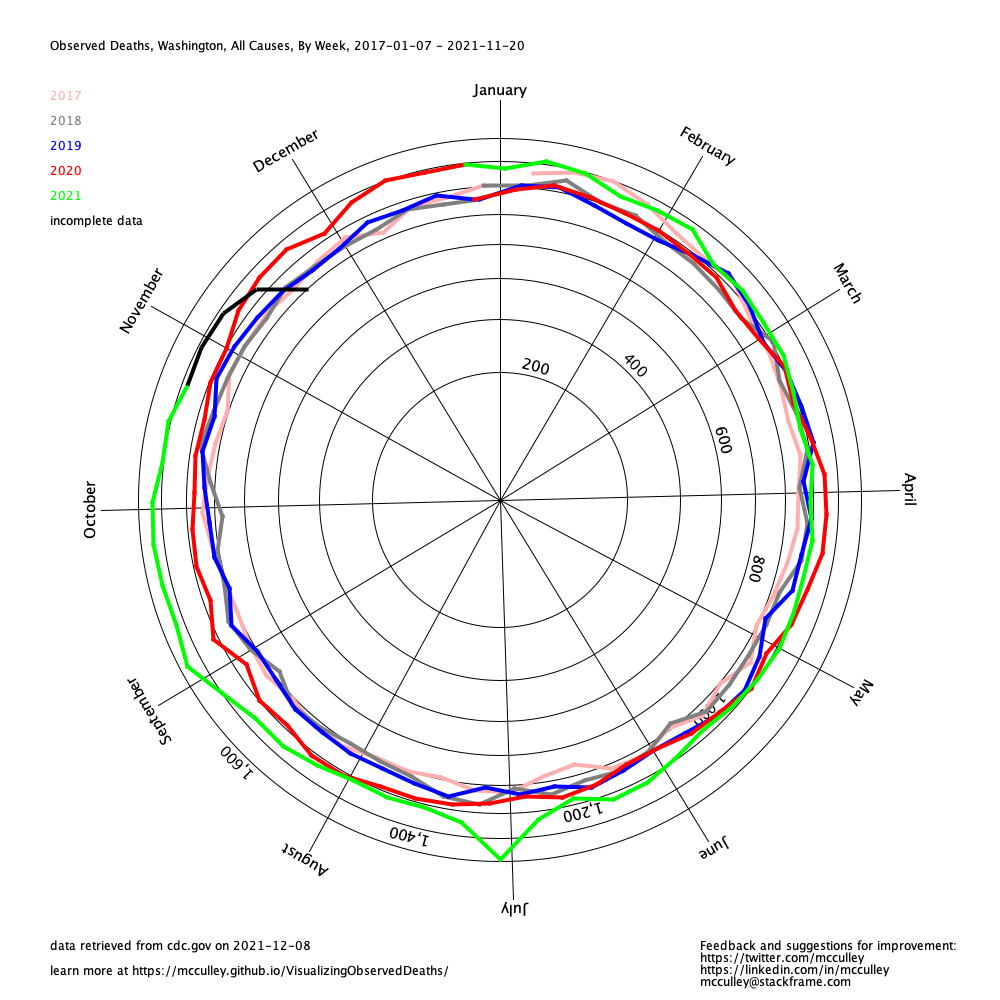 Observed Deaths, Washington, All Causes, By Week, 2017-01-07 - 2021-11-20
2017
2018
2019
2020
2021
incomplete data
January
February
March
April
May
June
July
August
September
October
November
December
200
400
600
800
1,200
1,400
1,600
data retrieved from cdc.gov on 2021-12-08
learn more at https://mcculley.github.io/VisualizingObservedDeaths/
Feedback and suggestions for improvement:
https://twitter.com/mcculley
https://linkedin.com/in/mcculley
mcculley@stackframe.com